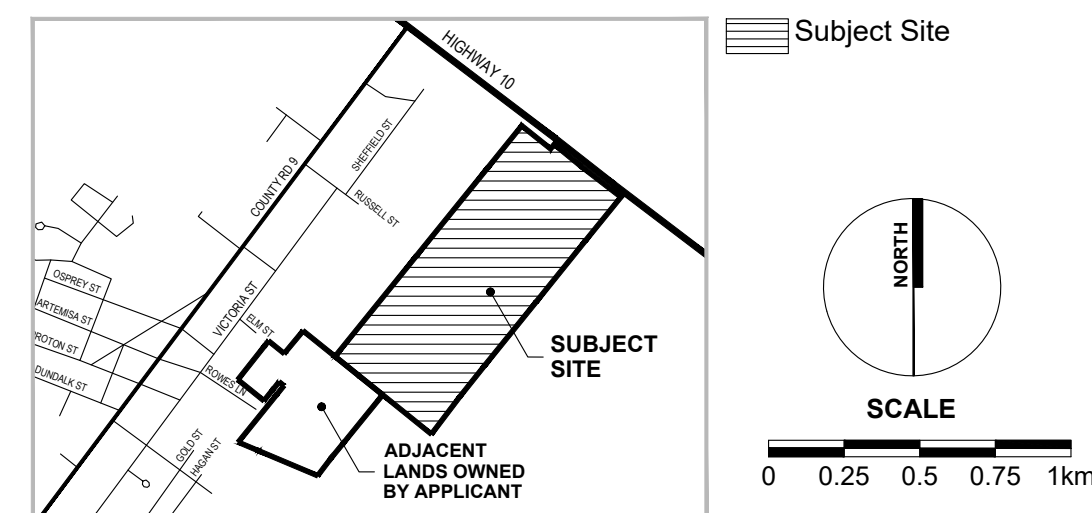 HIGHWAY 10
COUNTY RD 9
SHEFFIELD ST
RUSSELL ST
VICTORIA ST
ELM ST
OSPREY ST
ARTEMISA ST
ROTON ST
DUNDALK ST
ROWES LN
GOLD ST
HAGAN ST
SUBJECT
SITE
ADJACENT
LANDS OWNED
BY APPLICANT
Subject Site
NORTH
SCALE
0 0.25 0.5 0.75 1km